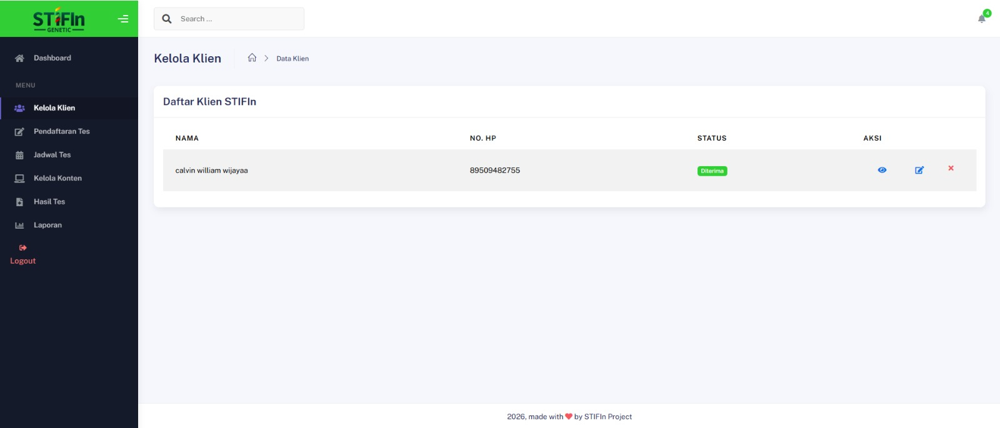 STIFIn
GENETIC
Search ...
4
Dashboard
MENU
Kelola Klien
Pendaftaran Tes
Jadwal Tes
Kelola Konten
Hasil Tes
Laporan
Logout
Kelola Klien
Data Klien
Daftar Klien STIFIn
NAMA NO. HP STATUS AKSI
calvin william wijayaa 89509482755 Diterima
2026, made with by STIFIn Project